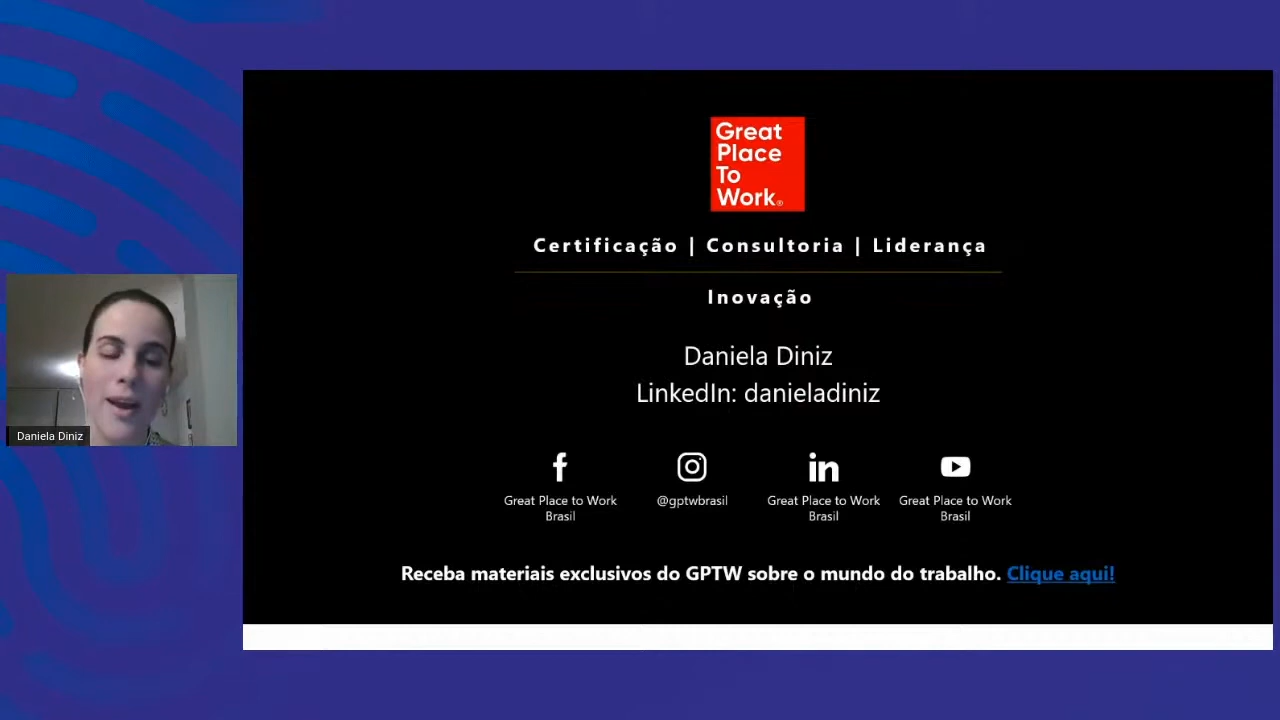 Great
Place
To
Work®
Certificação | Consultoria | Liderança
Inovação
Daniela Diniz
LinkedIn: danieladiniz
Great Place to Work
Brasil
@gptwbrasil
Great Place to Work
Brasil
Great Place to Work
Brasil
Receba materiais exclusivos do GPTW sobre o mundo do trabalho. Clique aqui!
Daniela Diniz